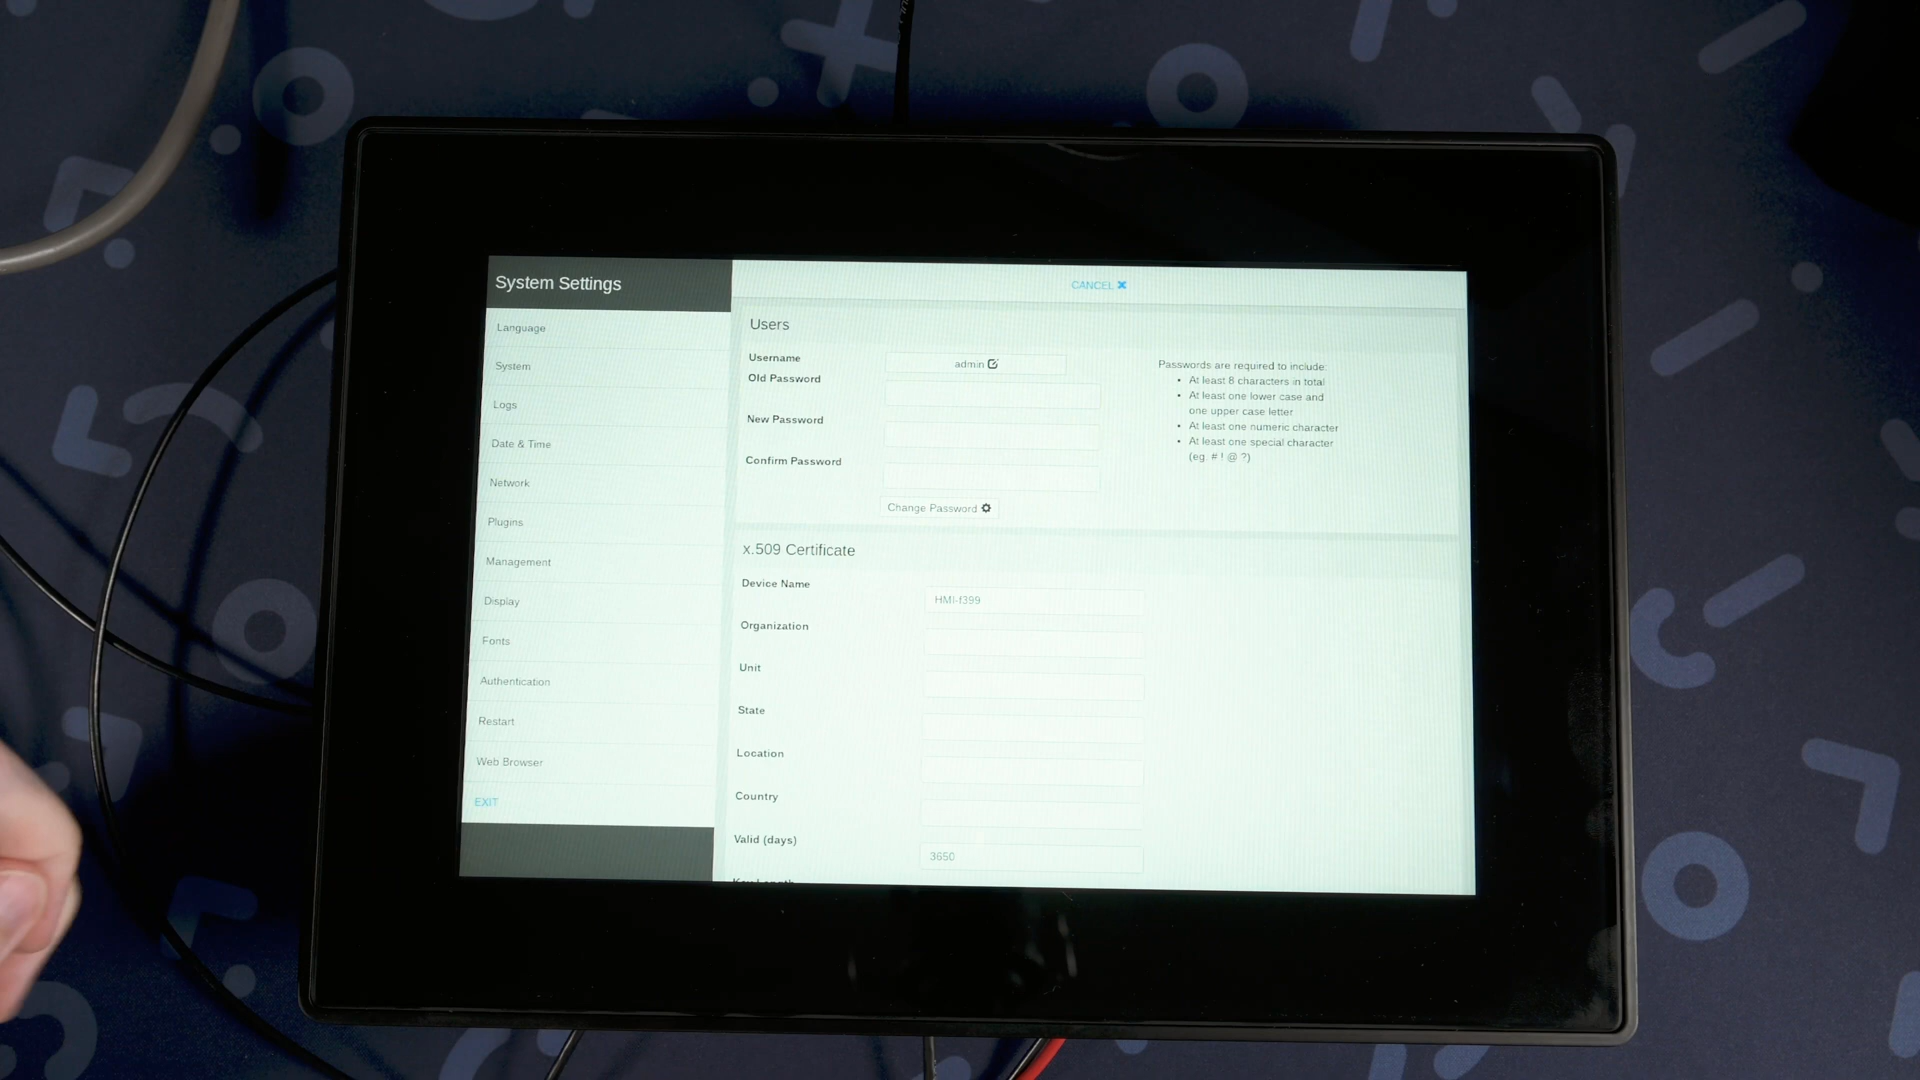 System Settings
Language
System
Logs
Date & Time
Network
Plugins
Management
Display
Fonts
Authentication
Restart
Web Browser
EXIT
CANCEL ✖
Users
Username
admin
Old Password
New Password
Confirm Password
Change Password
Passwords are required to include:
• At least 8 characters in total
• At least one lower case and
one upper case letter
• At least one numeric character
• At least one special character
(eg. # ! @ ?)
x.509 Certificate
Device Name
HMI-f399
Organization
Unit
State
Location
Country
Valid (days)
3650